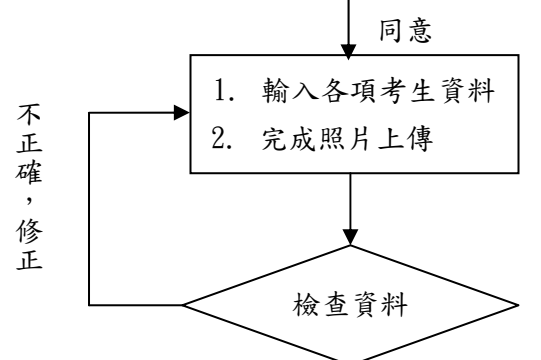 同意
1. 輸入各項考生資料
2. 完成照片上傳
不正確，修正
檢查資料